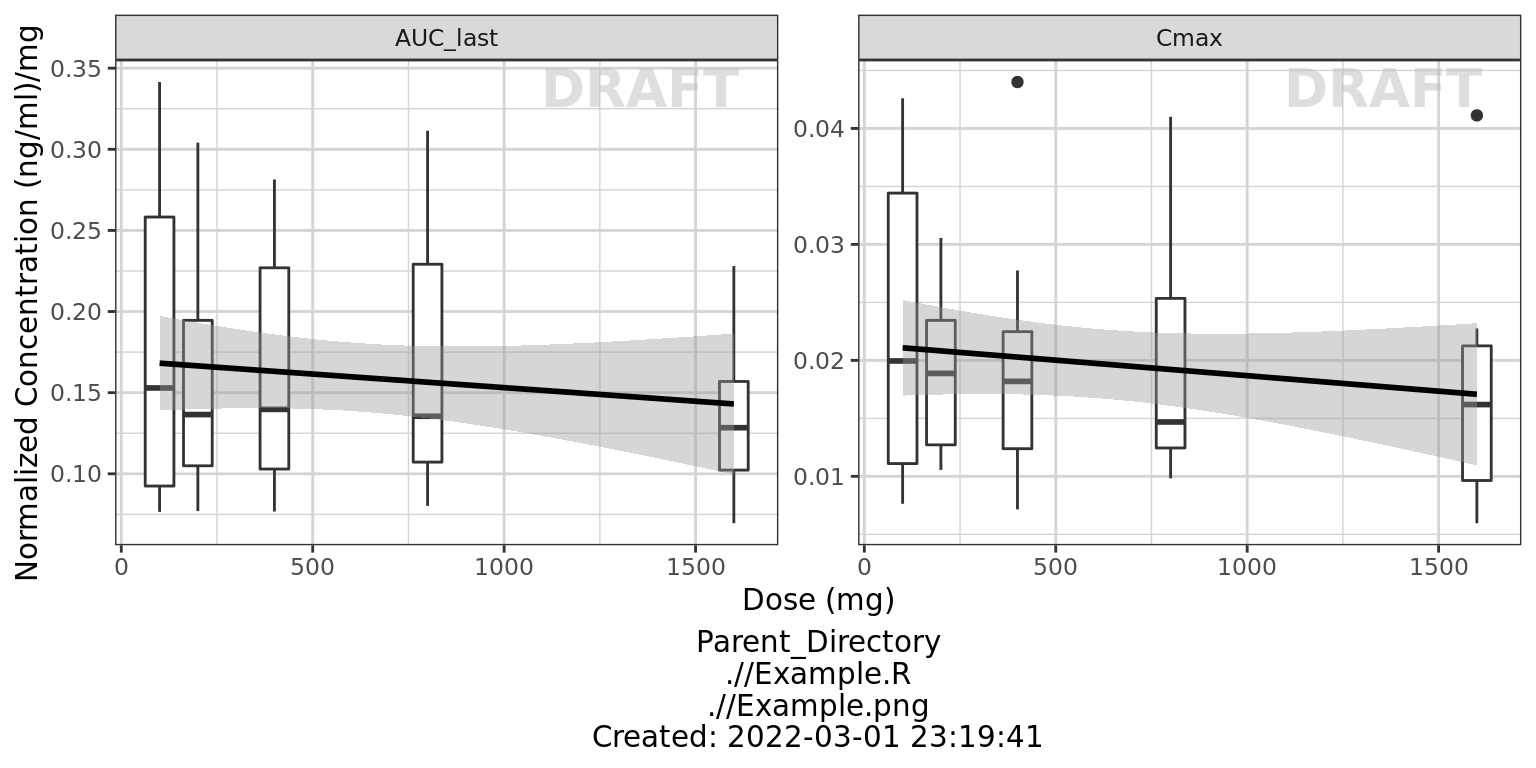 AUC_last
Cmax
DRAFT
DRAFT
Normalized Concentration (ng/ml)/mg
0.35
0.30
0.25
0.20
0.15
0.10
0.04
0.03
0.02
0.01
0 500 1000 1500
0 500 1000 1500
Dose (mg)
Parent_Directory
.//Example.R
.//Example.png
Created: 2022-03-01 23:19:41